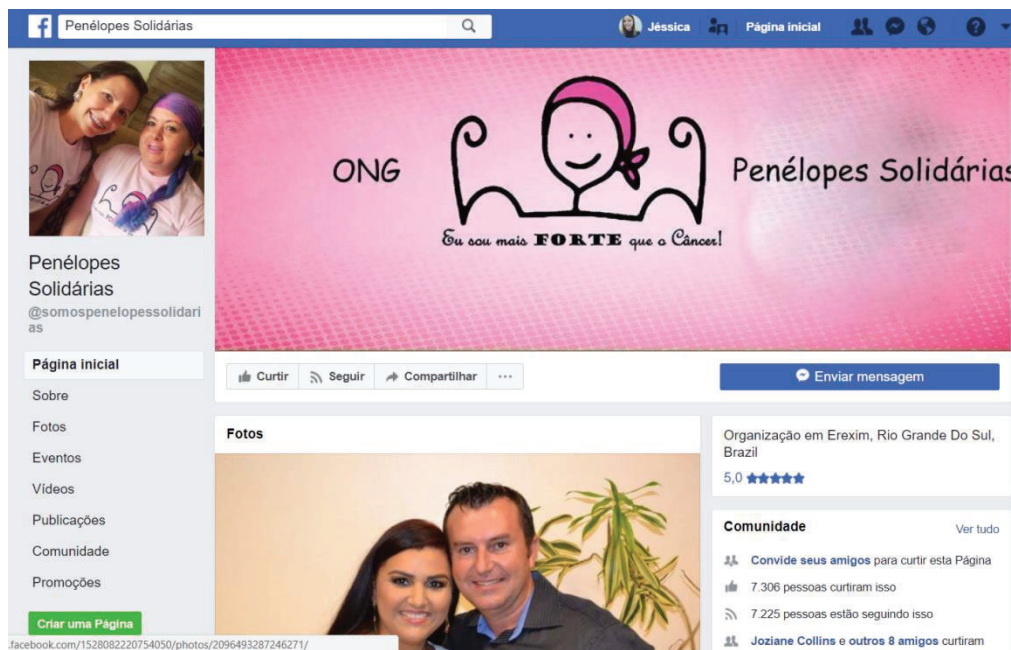 Penélopes Solidárias
Jéssica
Página inicial
ONG
Penélopes Solidárias
Eu sou mais FORTE que o Câncer!
Penélopes
Solidárias
@somospenelopessolidari
as
Página inicial
Sobre
Fotos
Eventos
Vídeos
Publicações
Comunidade
Promoções
Criar uma Página
Curtir
Seguir
Compartilhar
Enviar mensagem
Fotos
Organização em Erexim, Rio Grande Do Sul,
Brazil
5,0 ★★★★★
Comunidade
Ver tudo
Convide seus amigos para curtir esta Página
7.306 pessoas curtiram isso
7.225 pessoas estão seguindo isso
Joziane Collins e outros 8 amigos curtiram
.facebook.com/1528082220754050/photos/2096493287246271/